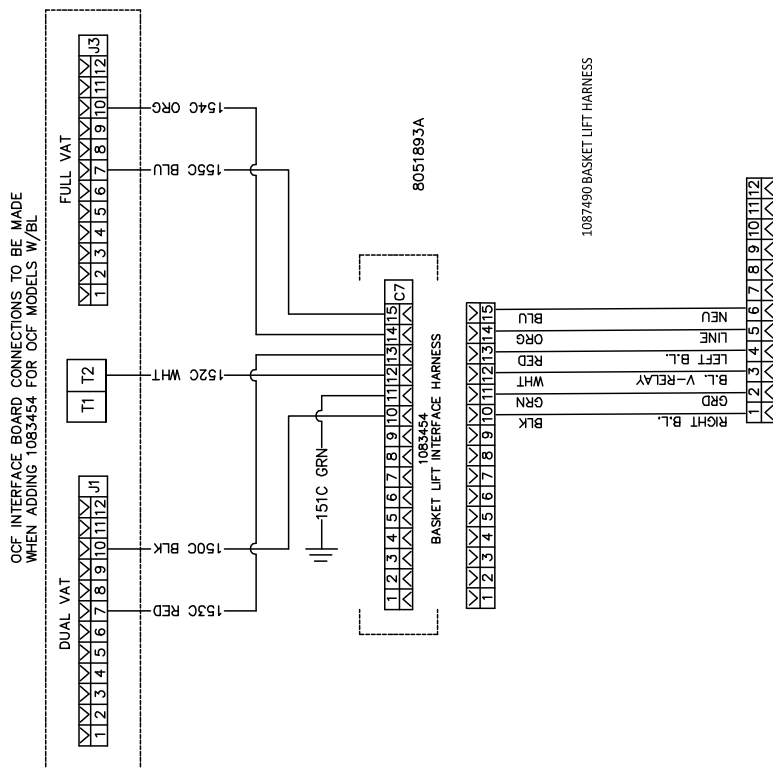 OCF INTERFACE BOARD CONNECTIONS TO BE MADE
WHEN ADDING 1083454 FOR OCF MODELS W/BL
DUAL VAT
1 2 3 4 5 6 7 8 9 10 11 12 J1
T1 T2
FULL VAT
1 2 3 4 5 6 7 8 9 10 11 12 J3
153C RED
150C BLK
152C WHT
155C BLU
154C ORG
151C GRN
1 2 3 4 5 6 7 8 9 10 11 12 13 14 15 C7
1083454
BASKET LIFT INTERFACE HARNESS
8051893A
1 2 3 4 5 6 7 8 9 10 11 12 13 14 15
BLK
GRN
WHT
RED
ORG
BLU
1087490 BASKET LIFT HARNESS
RIGHT B.L.
GRD
B.L. V-RELAY
LEFT B.L.
LINE
NEU
1 2 3 4 5 6 7 8 9 10 11 12